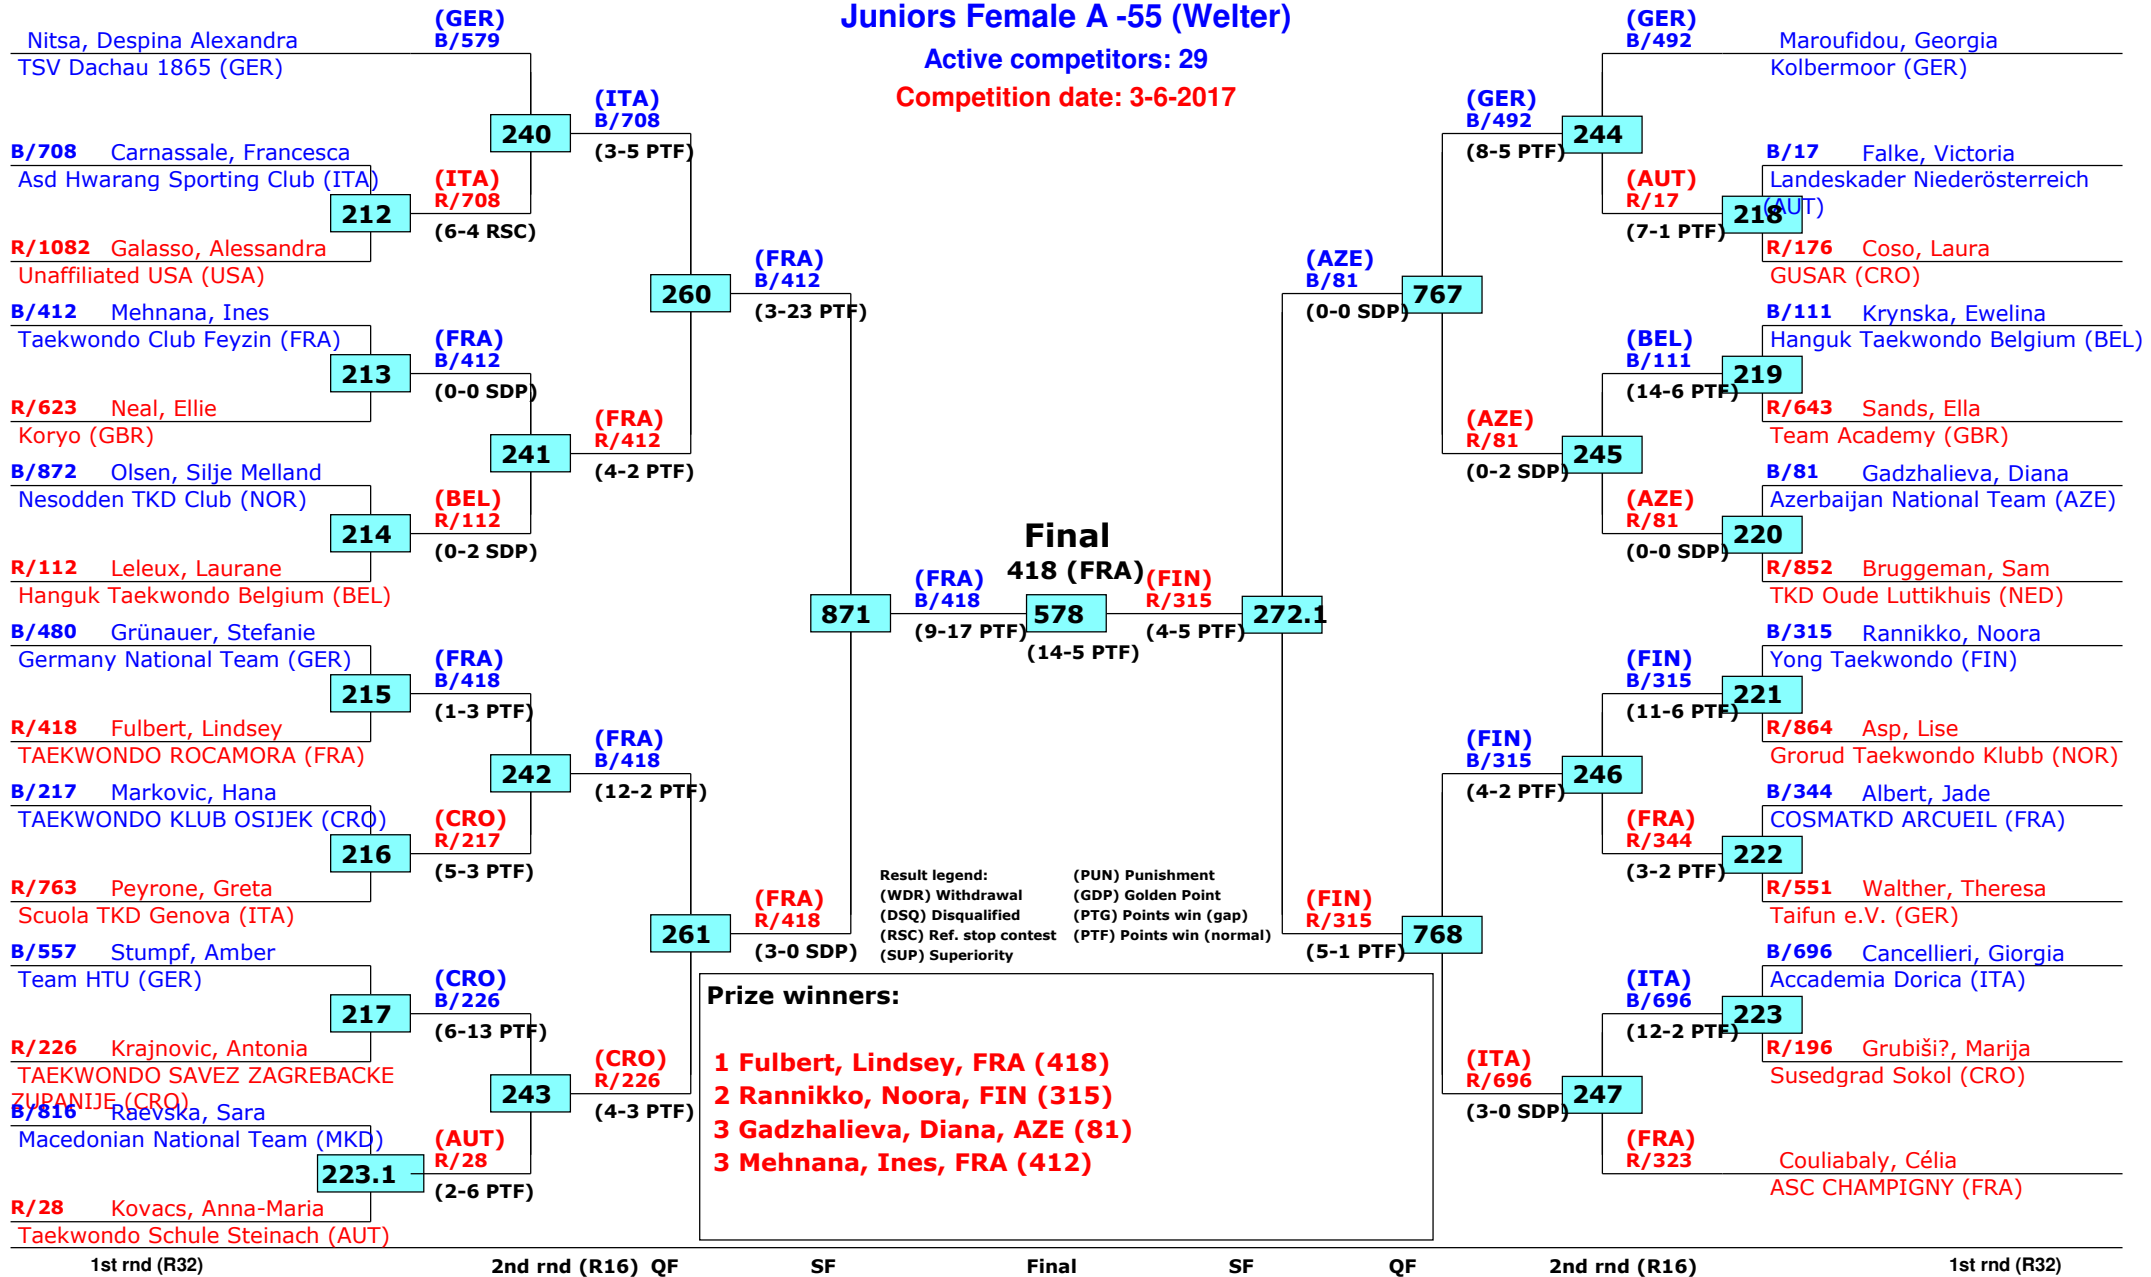 Juniors Female A -55 (Welter)
Active competitors: 29
Competition date: 3-6-2017
Nitsa, Despina Alexandra
TSV Dachau 1865 (GER)
B/708 Carnassale, Francesca
Asd Hwarang Sporting Club (ITA)
212
R/1082 Galasso, Alessandra
Unaffiliated USA (USA)
B/412 Mehnana, Ines
Taekwondo Club Feyzin (FRA)
213
R/623 Neal, Ellie
Koryo (GBR)
B/872 Olsen, Silje Melland
Nesodden TKD Club (NOR)
214
R/112 Leleux, Laurane
Hanguk Taekwondo Belgium (BEL)
B/480 Grünauer, Stefanie
Germany National Team (GER)
215
R/418 Fulbert, Lindsey
TAEKWONDO ROCAMORA (FRA)
B/217 Markovic, Hana
TAEKWONDO KLUB OSIJEK (CRO)
216
R/763 Peyrone, Greta
Scuola TKD Genova (ITA)
B/557 Stumpf, Amber
Team HTU (GER)
217
R/226 Krajnovic, Antonia
TAEKWONDO SAVEZ ZAGREBACKE
ZUPANIJE (CRO)
B/816 Raevska, Sara
Macedonian National Team (MKD)
223.1
R/28 Kovacs, Anna-Maria
Taekwondo Schule Steinach (AUT)
(GER)
B/579
240
(ITA)
R/708
(6-4 RSC)
(FRA)
B/412
(0-0 SDP)
241
(BEL)
R/112
(0-2 SDP)
(FRA)
B/418
(1-3 PTF)
242
(CRO)
R/217
(5-3 PTF)
(CRO)
B/226
(6-13 PTF)
243
(AUT)
R/28
(2-6 PTF)
(ITA)
B/708
(3-5 PTF)
260
(FRA)
R/412
(4-2 PTF)
(FRA)
B/418
(12-2 PTF)
261
(CRO)
R/226
(4-3 PTF)
(FRA)
B/412
(3-23 PTF)
871
(FRA)
R/418
(3-0 SDP)
(FRA)
B/418
(9-17 PTF)
Final
418 (FRA)
578
(14-5 PTF)
(FIN)
R/315
(4-5 PTF)
272.1
(AZE)
B/81
(0-0 SDP)
(FIN)
R/315
(5-1 PTF)
(GER)
B/492
(8-5 PTF)
767
(AZE)
R/81
(0-2 SDP)
(FIN)
B/315
(4-2 PTF)
768
(ITA)
R/696
(3-0 SDP)
(GER)
B/492
244
(AUT)
R/17
(7-1 PTF)
(BEL)
B/111
(14-6 PTF)
245
(AZE)
R/81
(0-0 SDP)
(FIN)
B/315
(11-6 PTF)
246
(FRA)
R/344
(3-2 PTF)
(ITA)
B/696
(12-2 PTF)
247
(FRA)
R/323
Maroufidou, Georgia
Kolbermoor (GER)
B/17 Falke, Victoria
Landeskader Niederösterreich
(AUT)
218
R/176 Coso, Laura
GUSAR (CRO)
B/111 Krynska, Ewelina
Hanguk Taekwondo Belgium (BEL)
219
R/643 Sands, Ella
Team Academy (GBR)
B/81 Gadzhalieva, Diana
Azerbaijan National Team (AZE)
220
R/852 Bruggeman, Sam
TKD Oude Luttikhuis (NED)
B/315 Rannikko, Noora
Yong Taekwondo (FIN)
221
R/864 Asp, Lise
Grorud Taekwondo Klubb (NOR)
B/344 Albert, Jade
COSMATKD ARCUEIL (FRA)
222
R/551 Walther, Theresa
Taifun e.V. (GER)
B/696 Cancellieri, Giorgia
Accademia Dorica (ITA)
223
R/196 Grubiši?, Marija
Susedgrad Sokol (CRO)
Couliabaly, Célia
ASC CHAMPIGNY (FRA)
Result legend:
(WDR) Withdrawal
(DSQ) Disqualified
(RSC) Ref. stop contest
(SUP) Superiority
(PUN) Punishment
(GDP) Golden Point
(PTG) Points win (gap)
(PTF) Points win (normal)
Prize winners:
1 Fulbert, Lindsey, FRA (418)
2 Rannikko, Noora, FIN (315)
3 Gadzhalieva, Diana, AZE (81)
3 Mehnana, Ines, FRA (412)
1st rnd (R32) 2nd rnd (R16) QF SF Final SF QF 2nd rnd (R16) 1st rnd (R32)